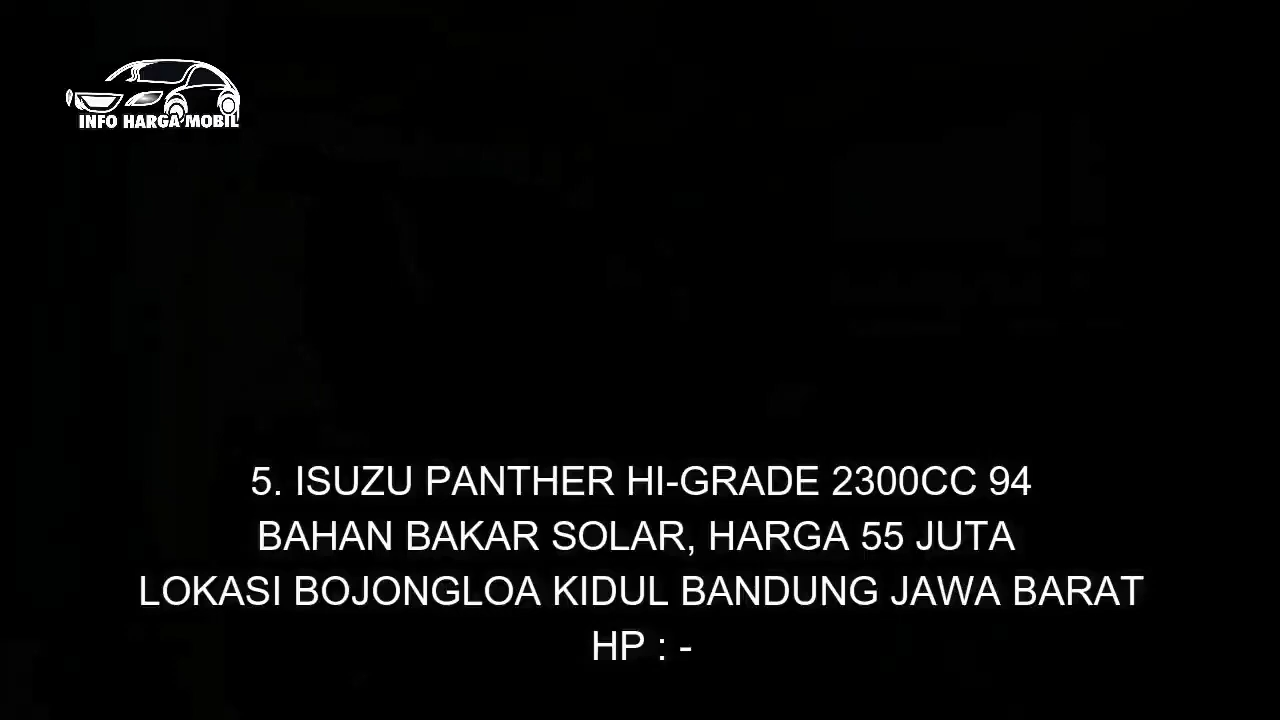 INFO HARGA MOBIL
5. ISUZU PANTHER HI-GRADE 2300CC 94
BAHAN BAKAR SOLAR, HARGA 55 JUTA
LOKASI BOJONGLOA KIDUL BANDUNG JAWA BARAT
HP : -